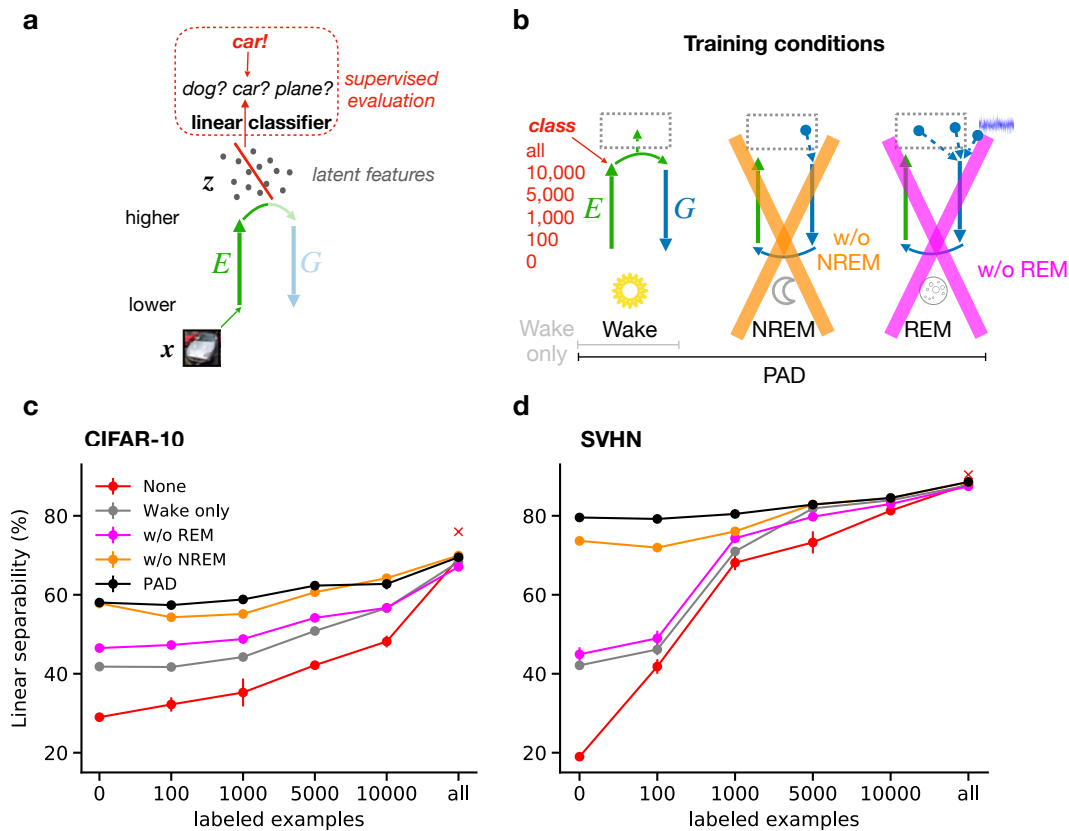 a
car!
dog? car? plane?
supervised
evaluation
linear classifier
z
latent features
higher
E
G
lower
x
b
Training conditions
class
all
10,000
5,000
1,000
100
0
E
G
w/o
NREM
w/o REM
Wake
only
Wake
NREM
REM
PAD
c
CIFAR-10
Linear separability (%)
80
60
40
20
None
Wake only
w/o REM
w/o NREM
PAD
0 100 1000 5000 10000 all
labeled examples
d
SVHN
80
60
40
20
0 100 1000 5000 10000 all
labeled examples